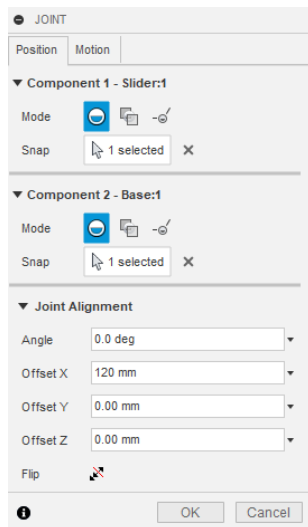 JOINT
Position Motion
Component 1 - Slider:1
Mode
Snap 1 selected
Component 2 - Base:1
Mode
Snap 1 selected
Joint Alignment
Angle 0.0 deg
Offset X 120 mm
Offset Y 0.00 mm
Offset Z 0.00 mm
Flip
OK Cancel